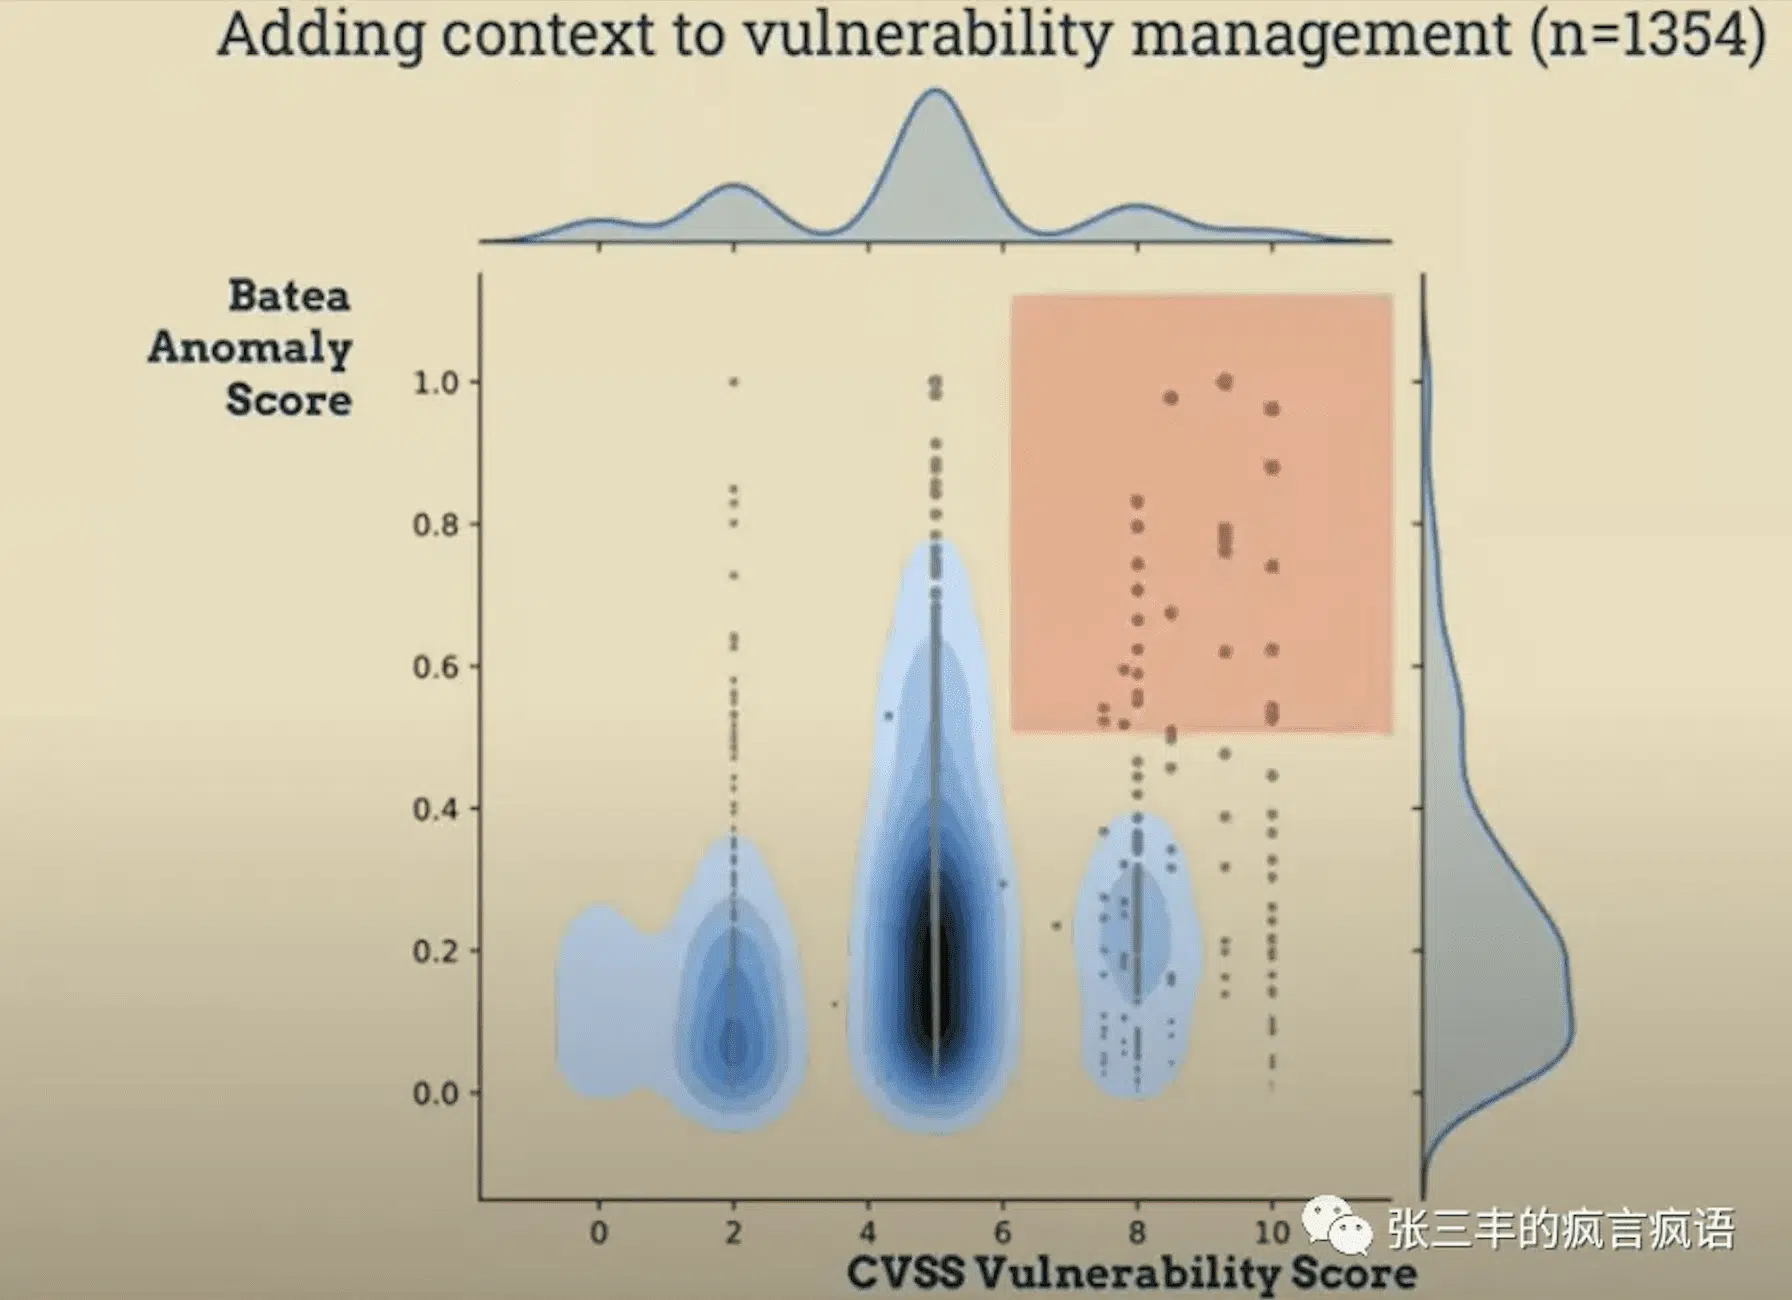 Adding context to vulnerability management (n=1354)
Batea
Anomaly
Score
1.0
0.8
0.6
0.4
0.2
0.0
0
2
4
6
8
10
CVSS Vulnerability Score
张三丰的疯言疯语